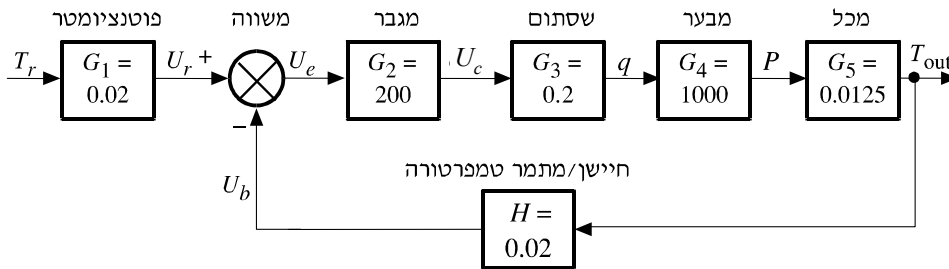 פוטנציומטר משווה מגבר שסתום מבער מכל
T_r G_1 = 0.02 U_r + U_e G_2 = 200 U_c G_3 = 0.2 q G_4 = 1000 P G_5 = 0.0125 T_out
−
חיישן/מתמר טמפרטורה
U_b
H =
0.02